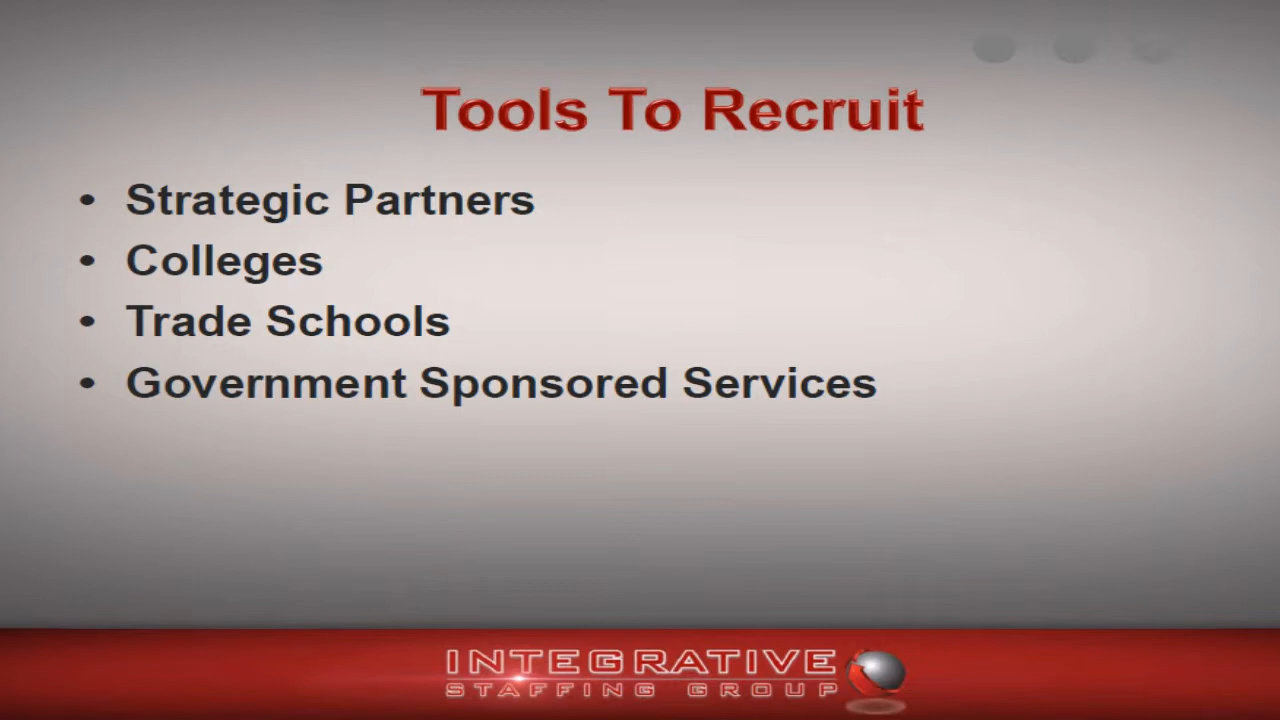 Tools To Recruit
• Strategic Partners
• Colleges
• Trade Schools
• Government Sponsored Services
INTEGRATIVE
STAFFING GROUP